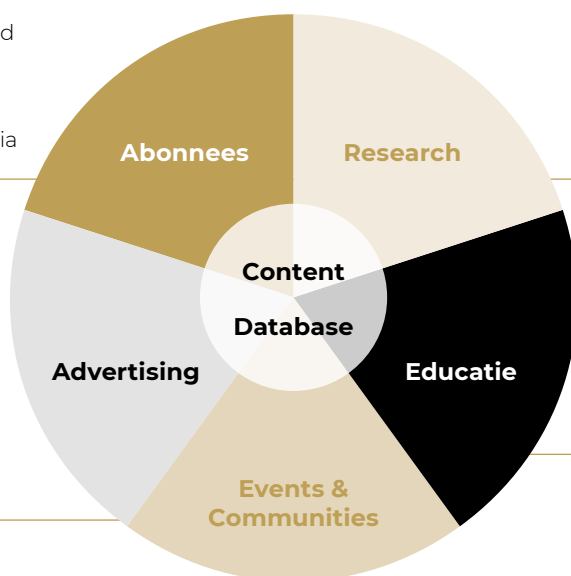 d
ia
Abonnees
Research
Content
Database
Advertising
Educatie
Events &
Communities